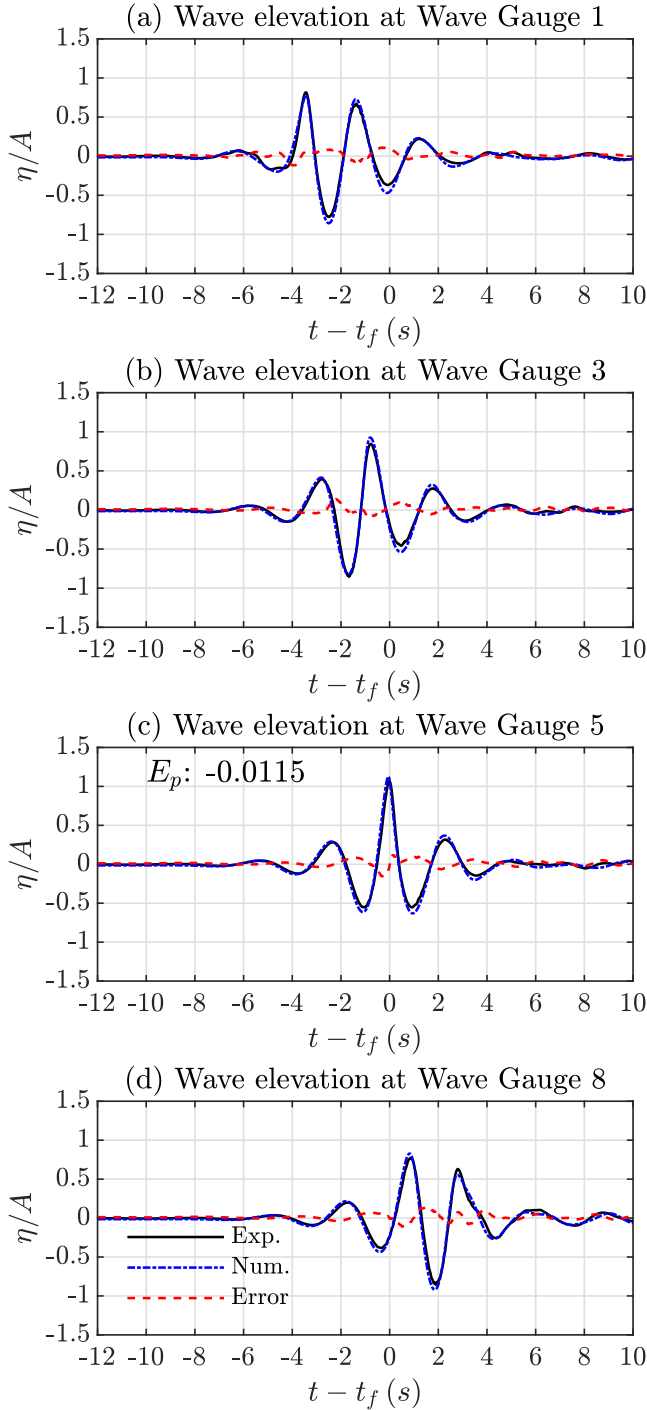 (a) Wave elevation at Wave Gauge 1
1.5
1
0.5
0
-0.5
-1
-1.5
η/A
-12 -10 -8 -6 -4 -2 0 2 4 6 8 10
t − t_f (s)
(b) Wave elevation at Wave Gauge 3
1.5
1
0.5
0
-0.5
-1
-1.5
η/A
-12 -10 -8 -6 -4 -2 0 2 4 6 8 10
t − t_f (s)
(c) Wave elevation at Wave Gauge 5
E_p: -0.0115
1.5
1
0.5
0
-0.5
-1
-1.5
η/A
-12 -10 -8 -6 -4 -2 0 2 4 6 8 10
t − t_f (s)
(d) Wave elevation at Wave Gauge 8
1.5
1
0.5
0
-0.5
-1
-1.5
η/A
Exp.
Num.
Error
-12 -10 -8 -6 -4 -2 0 2 4 6 8 10
t − t_f (s)